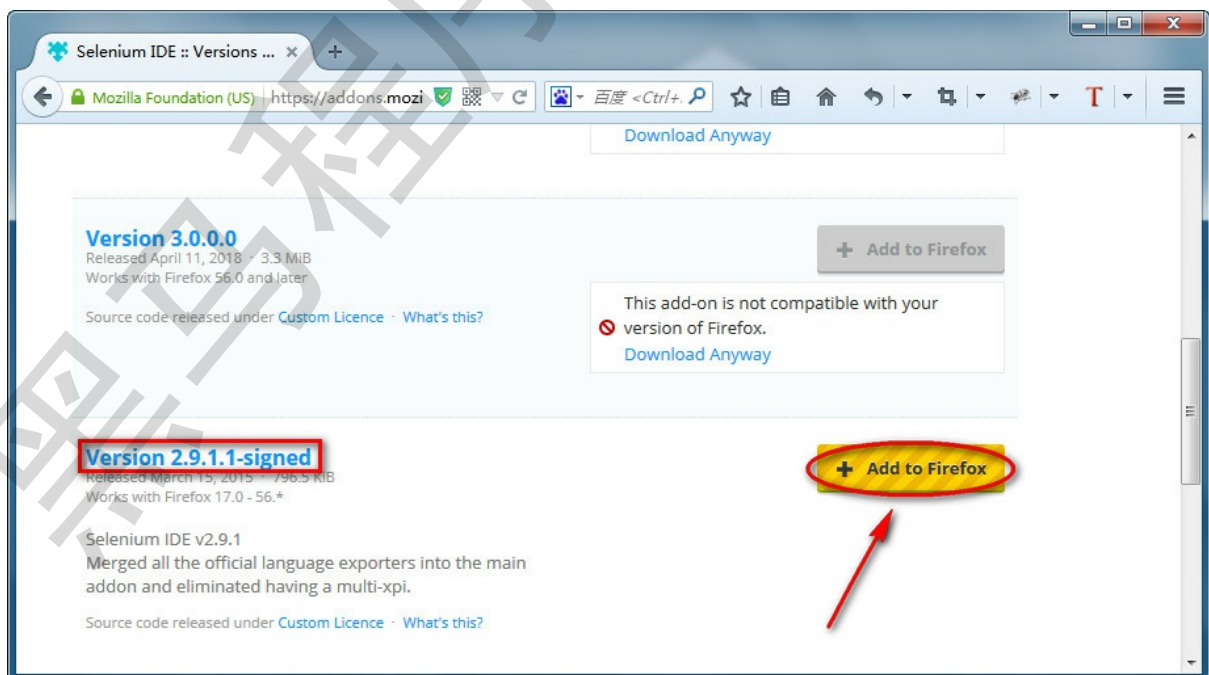 Selenium IDE :: Versions ...
Mozilla Foundation (US) https://addons.mozi 百度 <Ctrl+.
Download Anyway
Version 3.0.0.0
Released April 11, 2018 · 3.3 MiB
Works with Firefox 56.0 and later
Source code released under Custom Licence · What's this?
+ Add to Firefox
This add-on is not compatible with your
version of Firefox.
Download Anyway
Version 2.9.1.1-signed
Released March 15, 2015 · 796.5 KiB
Works with Firefox 17.0 - 56.*
+ Add to Firefox
Selenium IDE v2.9.1
Merged all the official language exporters into the main
addon and eliminated having a multi-xpi.
Source code released under Custom Licence · What's this?
黑马程序